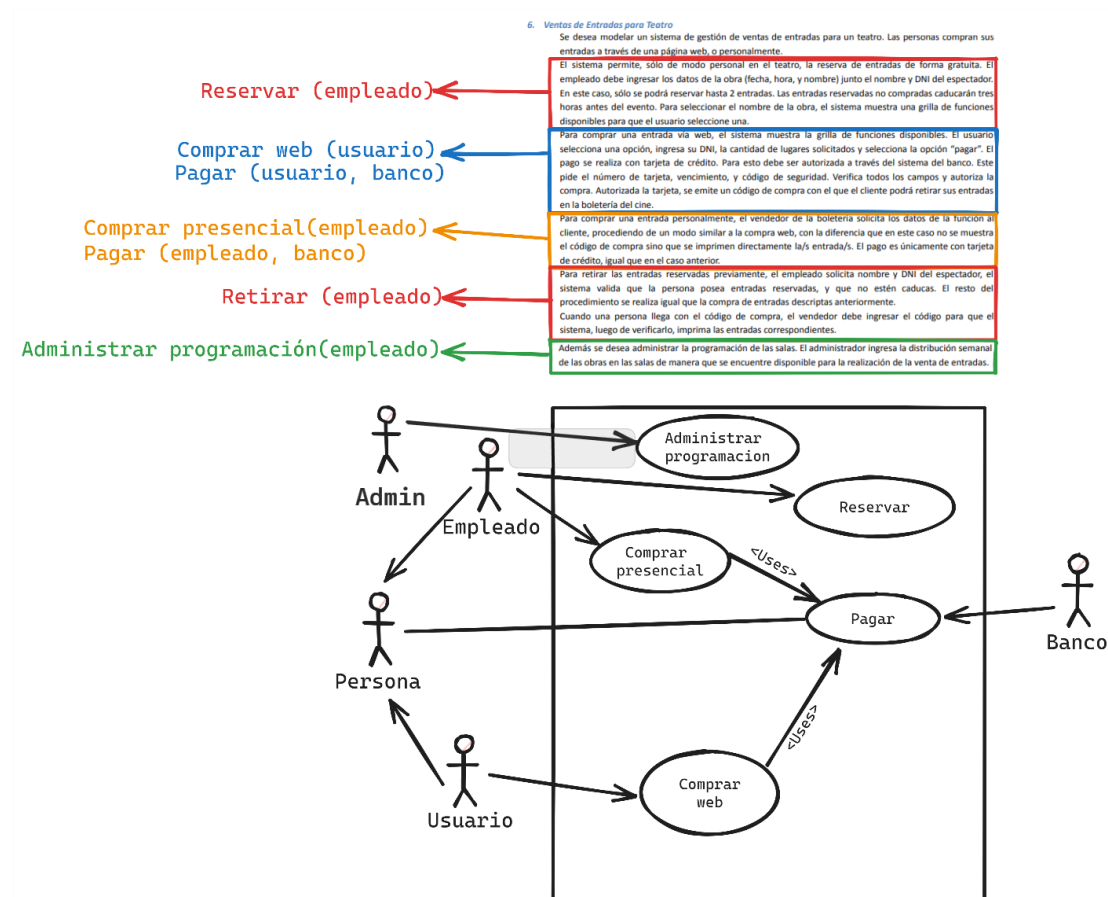 6. Ventas de Entradas para Teatro
Se desea modelar un sistema de gestión de ventas de entradas para un teatro. Las personas compran sus
entradas a través de una página web, o personalmente.
El sistema permite, sólo de modo personal en el teatro, la reserva de entradas de forma gratuita. El
empleado debe ingresar los datos de la obra (fecha, hora, y nombre) junto el nombre y DNI del espectador.
En este caso, sólo se podrá reservar hasta 2 entradas. Las entradas reservadas no compradas caducarán tres
horas antes del evento. Para seleccionar el nombre de la obra, el sistema muestra una grilla de funciones
disponibles para que el usuario seleccione una.
Reservar (empleado)
Para comprar una entrada vía web, el sistema muestra la grilla de funciones disponibles. El usuario
selecciona una opción, ingresa su DNI, la cantidad de lugares solicitados y selecciona la opción "pagar". El
pago se realiza con tarjeta de crédito. Para esto debe ser autorizada a través del sistema del banco. Este
pide el número de tarjeta, vencimiento, y código de seguridad. Verifica todos los campos y autoriza la
compra. Autorizada la tarjeta, se emite un código de compra con el que el cliente podrá retirar sus entradas
en la boletería del cine.
Comprar web (usuario)
Pagar (usuario, banco)
Para comprar una entrada personalmente, el vendedor de la boletería solicita los datos de la función al
cliente, procediendo de un modo similar a la compra web, con la diferencia que en este caso no se muestra
el código de compra sino que se imprimen directamente la/s entrada/s. El pago es únicamente con tarjeta
de crédito, igual que en el caso anterior.
Comprar presencial(empleado)
Pagar (empleado, banco)
Para retirar las entradas reservadas previamente, el empleado solicita nombre y DNI del espectador, el
sistema valida que la persona posea entradas reservadas, y que no estén caducas. El resto del
procedimiento se realiza igual que la compra de entradas descriptas anteriormente.
Cuando una persona llega con el código de compra, el vendedor debe ingresar el código para que el
sistema, luego de verificarlo, imprima las entradas correspondientes.
Retirar (empleado)
Además se desea administrar la programación de las salas. El administrador ingresa la distribución semanal
de las obras en las salas de manera que se encuentre disponible para la realización de la venta de entradas.
Administrar programación(empleado)
Admin
Empleado
Administrar
programacion
Reservar
Comprar
presencial
<Uses>
Pagar
Banco
Persona
<Uses>
Usuario
Comprar
web